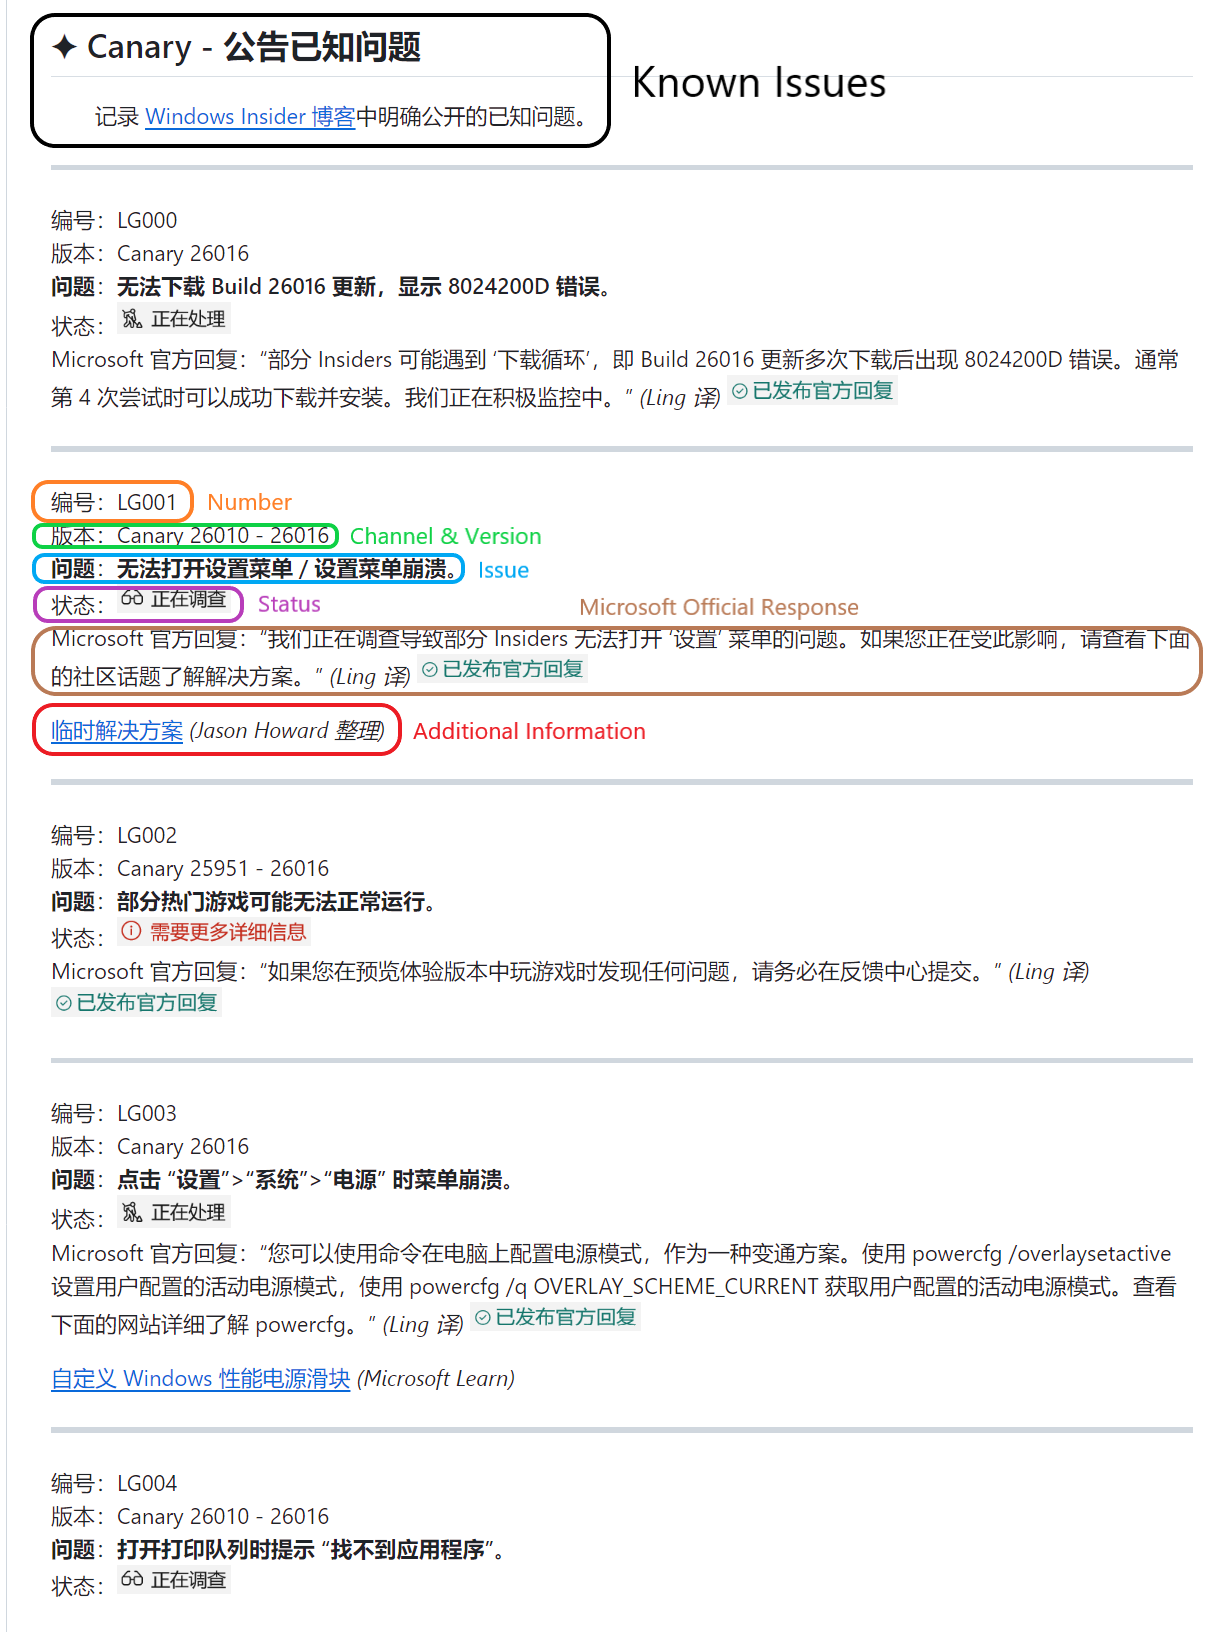 ✦ Canary - 公告已知问题
Known Issues
记录 Windows Insider 博客中明确公开的已知问题。
编号：LG000
版本：Canary 26016
问题：无法下载 Build 26016 更新，显示 8024200D 错误。
状态： 正在处理
Microsoft 官方回复：“部分 Insiders 可能遇到 ‘下载循环’，即 Build 26016 更新多次下载后出现 8024200D 错误。通常
第 4 次尝试时可以成功下载并安装。我们正在积极监控中。” (Ling 译) 已发布官方回复
编号：LG001 Number
版本：Canary 26010 - 26016 Channel & Version
问题：无法打开设置菜单 / 设置菜单崩溃。 Issue
状态： 正在调查 Status
Microsoft Official Response
Microsoft 官方回复：“我们正在调查导致部分 Insiders 无法打开 ‘设置’ 菜单的问题。如果您正在受此影响，请查看下面
的社区话题了解解决方案。” (Ling 译) 已发布官方回复
临时解决方案 (Jason Howard 整理) Additional Information
编号：LG002
版本：Canary 25951 - 26016
问题：部分热门游戏可能无法正常运行。
状态： 需要更多详细信息
Microsoft 官方回复：“如果您在预览体验版本中玩游戏时发现任何问题，请务必在反馈中心提交。” (Ling 译)
已发布官方回复
编号：LG003
版本：Canary 26016
问题：点击 “设置”>“系统”>“电源” 时菜单崩溃。
状态： 正在处理
Microsoft 官方回复：“您可以使用命令在电脑上配置电源模式，作为一种变通方案。使用 powercfg /overlaysetactive
设置用户配置的活动电源模式，使用 powercfg /q OVERLAY_SCHEME_CURRENT 获取用户配置的活动电源模式。查看
下面的网站详细了解 powercfg。” (Ling 译) 已发布官方回复
自定义 Windows 性能电源滑块 (Microsoft Learn)
编号：LG004
版本：Canary 26010 - 26016
问题：打开打印队列时提示 “找不到应用程序”。
状态： 正在调查